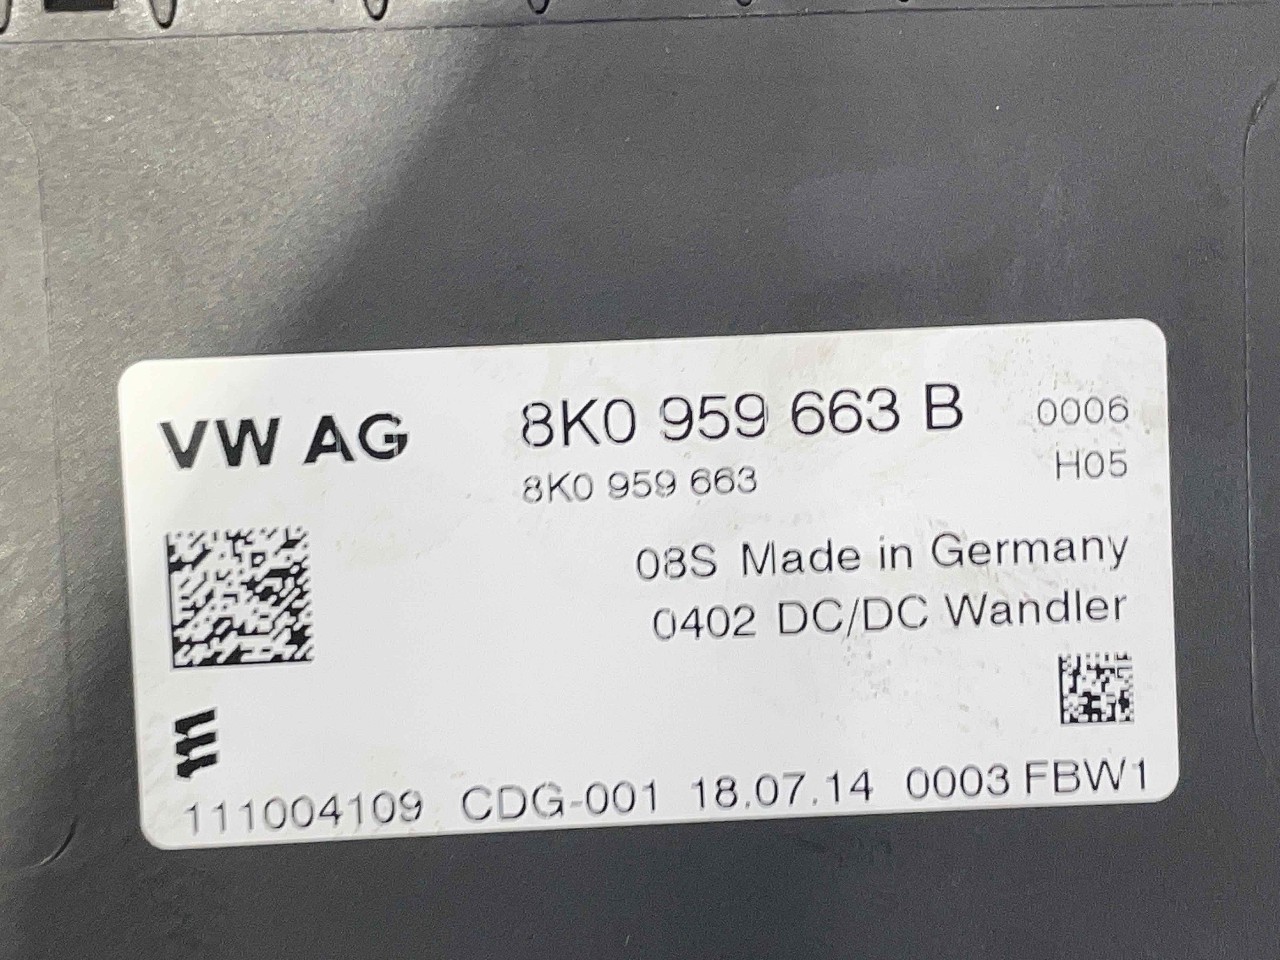 VW AG 8K0 959 663 B 0006
8K0 959 663 H05
08S Made in Germany
0402 DC/DC Wandler
111004109 CDG-001 18.07.14 0003 FBW1